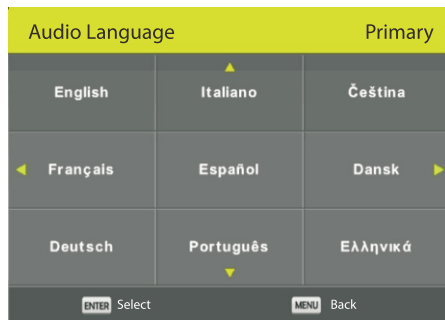 Audio Language Primary
English Italiano Čeština
Français Español Dansk
Deutsch Português Ελληνικά
ENTER Select MENU Back